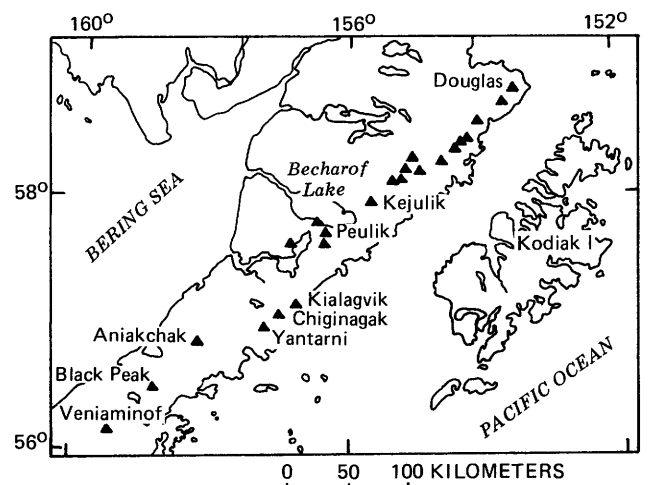 160° 156° 152°
Douglas
Becharof
Lake
58°
Kejulik
BERING SEA
Peulik
Kodiak I
Kialagvik
Chiginagak
Aniakchak
Yantarni
Black Peak
PACIFIC OCEAN
Veniaminof
56°
0 50 100 KILOMETERS